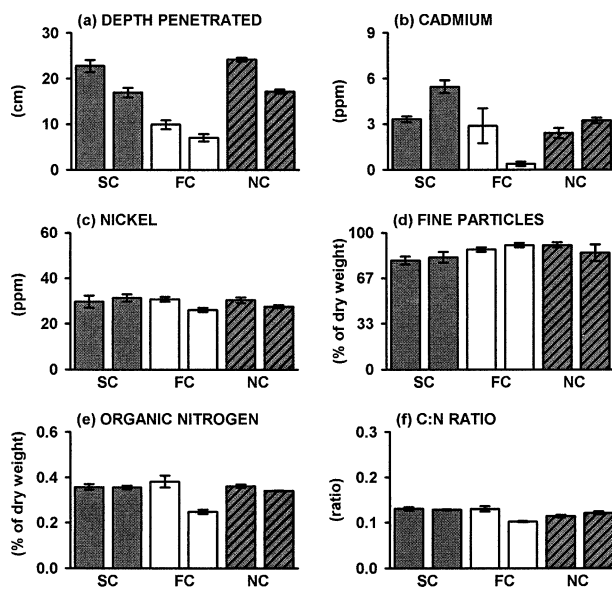 (a) DEPTH PENETRATED
(cm)
30
20
10
0
SC FC NC
(b) CADMIUM
(ppm)
9
6
3
0
SC FC NC
(c) NICKEL
(ppm)
60
40
20
0
SC FC NC
(d) FINE PARTICLES
(% of dry weight)
100
67
33
0
SC FC NC
(e) ORGANIC NITROGEN
(% of dry weight)
0.6
0.4
0.2
0.0
SC FC NC
(f) C:N RATIO
(ratio)
0.3
0.2
0.1
0.0
SC FC NC